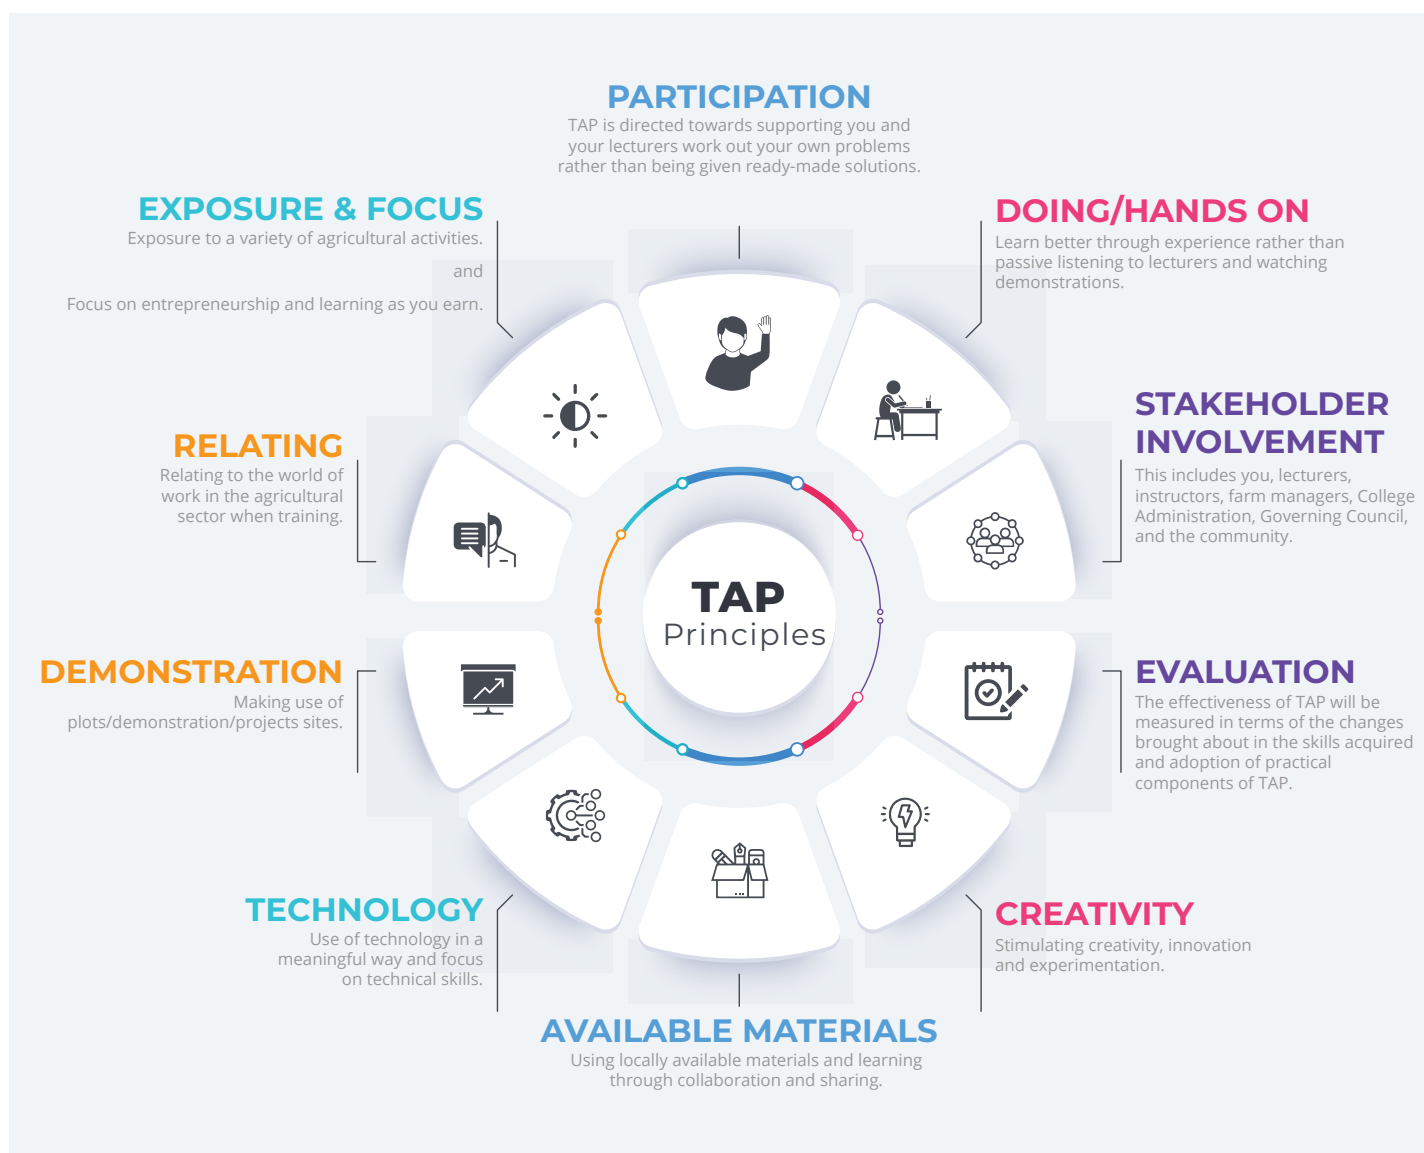 PARTICIPATION
TAP is directed towards supporting you and
your lecturers work out your own problems
rather than being given ready-made solutions.
EXPOSURE & FOCUS
Exposure to a variety of agricultural activities.
and
Focus on entrepreneurship and learning as you earn.
DOING/HANDS ON
Learn better through experience rather than
passive listening to lecturers and watching
demonstrations.
RELATING
Relating to the world of
work in the agricultural
sector when training.
STAKEHOLDER
INVOLVEMENT
This includes you, lecturers,
instructors, farm managers, College
Administration, Governing Council,
and the community.
TAP
Principles
DEMONSTRATION
Making use of
plots/demonstration/projects sites.
EVALUATION
The effectiveness of TAP will be
measured in terms of the changes
brought about in the skills acquired
and adoption of practical
components of TAP.
TECHNOLOGY
Use of technology in a
meaningful way and focus
on technical skills.
CREATIVITY
Stimulating creativity, innovation
and experimentation.
AVAILABLE MATERIALS
Using locally available materials and learning
through collaboration and sharing.